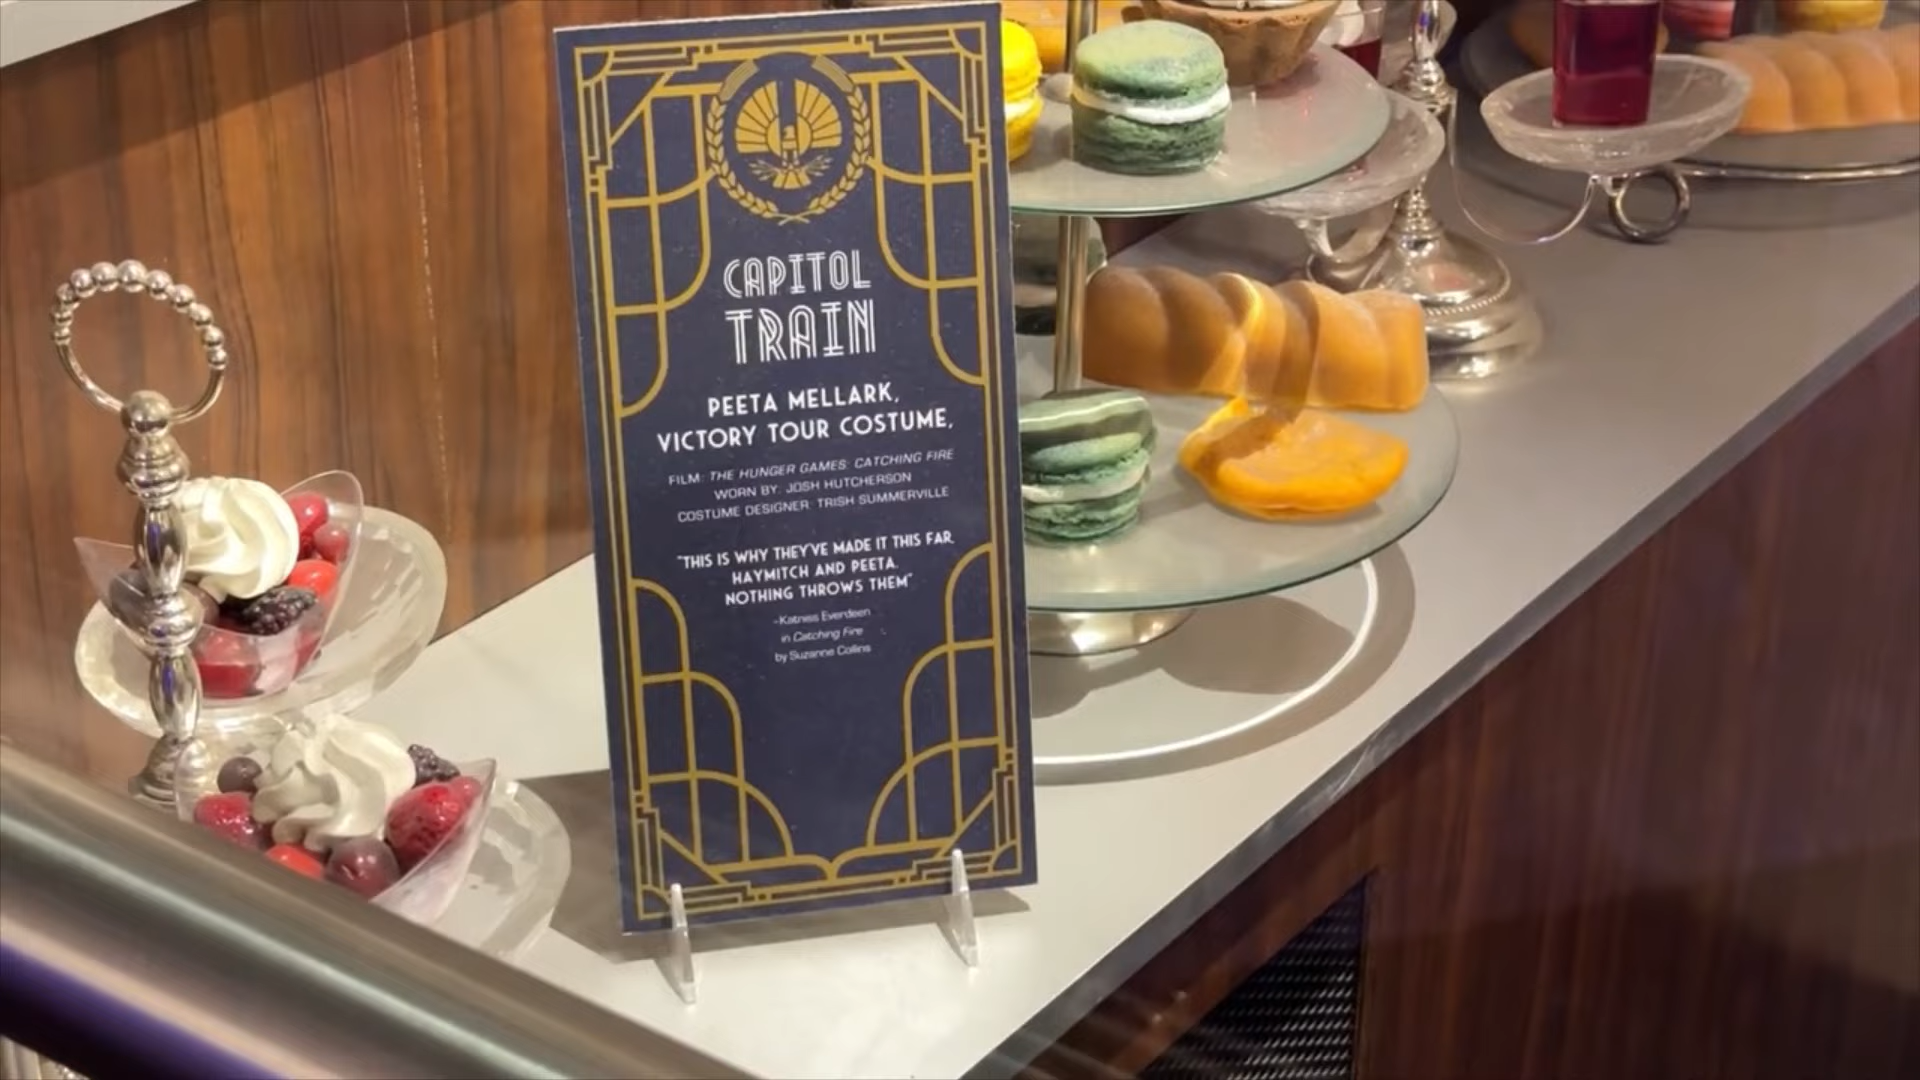 CAPITOL
TRAIN
PEETA MELLARK,
VICTORY TOUR COSTUME,
FILM: THE HUNGER GAMES: CATCHING FIRE
WORN BY: JOSH HUTCHERSON
COSTUME DESIGNER: TRISH SUMMERVILLE
"THIS IS WHY THEY'VE MADE IT THIS FAR,
HAYMITCH AND PEETA.
NOTHING THROWS THEM"
-Katniss Everdeen
in Catching Fire
by Suzanne Collins